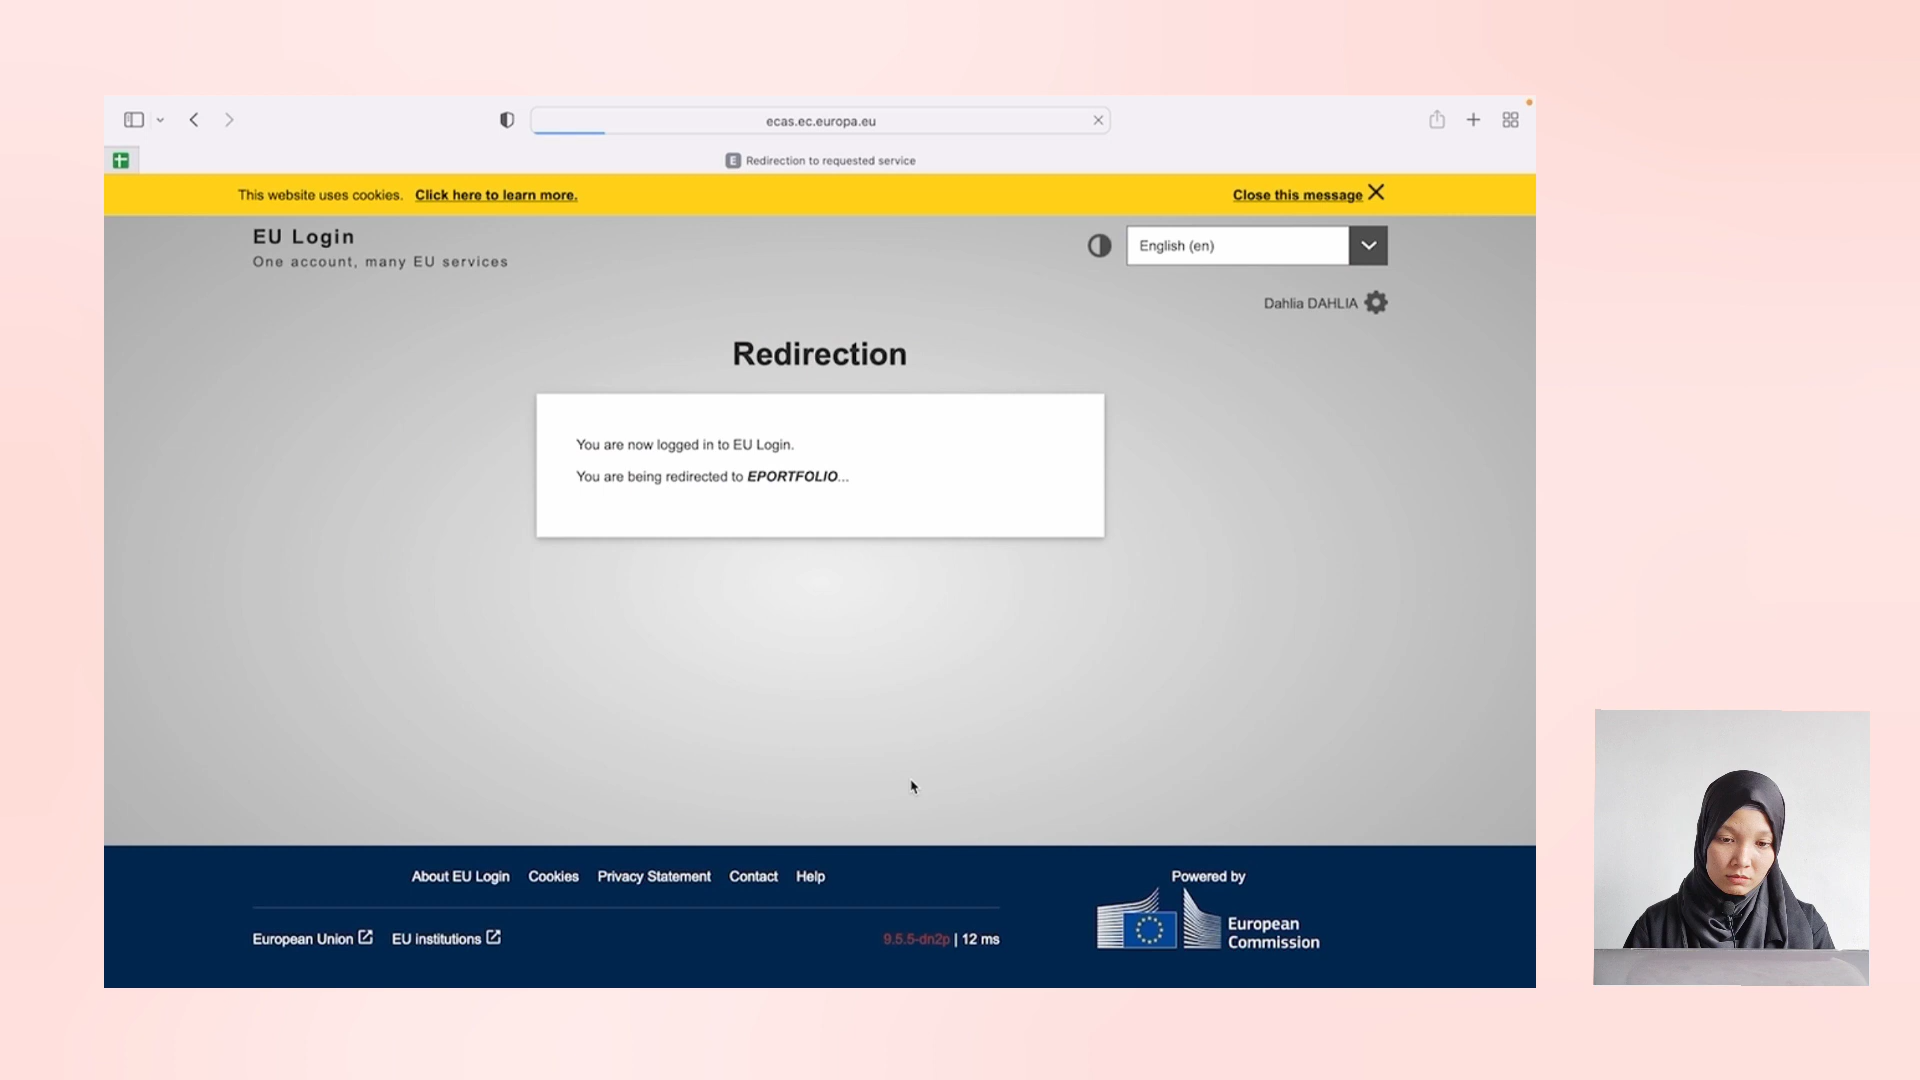 ecas.ec.europa.eu
E Redirection to requested service
This website uses cookies. Click here to learn more. Close this message
EU Login
One account, many EU services
English (en)
Dahlia DAHLIA
Redirection
You are now logged in to EU Login.
You are being redirected to EPORTFOLIO...
About EU Login Cookies Privacy Statement Contact Help
European Union EU institutions
9.5.5-dn2p | 12 ms
Powered by
European
Commission